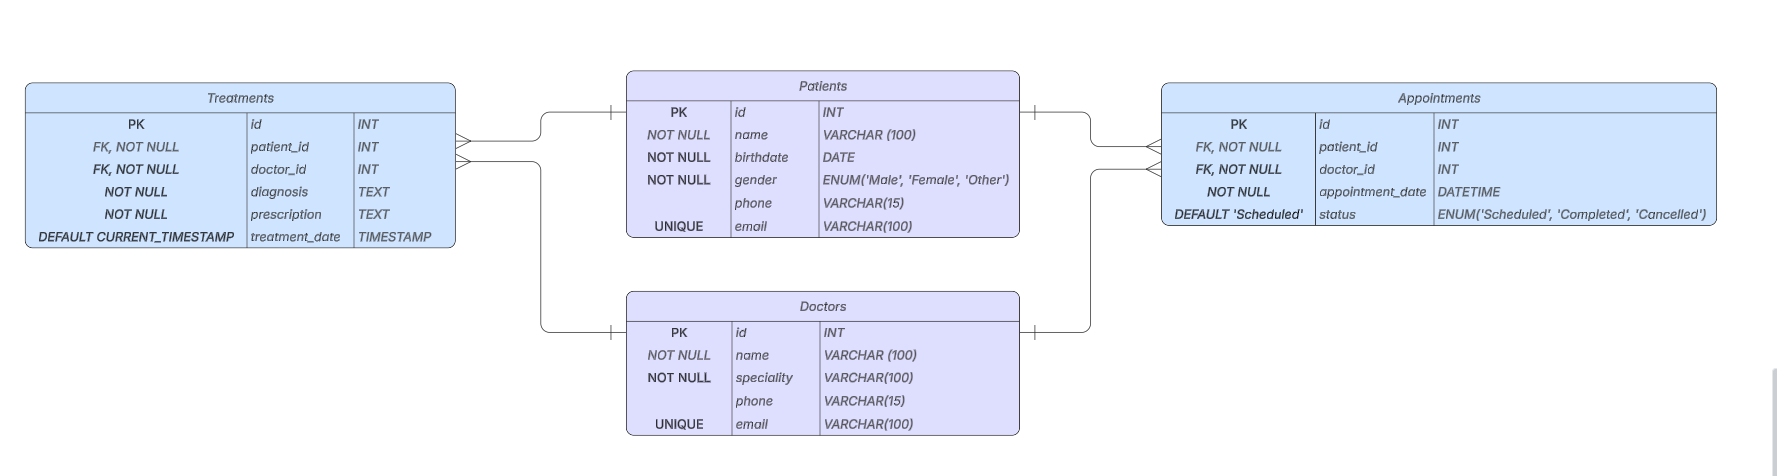 Treatments
PK id INT
FK, NOT NULL patient_id INT
FK, NOT NULL doctor_id INT
NOT NULL diagnosis TEXT
NOT NULL prescription TEXT
DEFAULT CURRENT_TIMESTAMP treatment_date TIMESTAMP
Patients
PK id INT
NOT NULL name VARCHAR (100)
NOT NULL birthdate DATE
NOT NULL gender ENUM('Male', 'Female', 'Other')
phone VARCHAR(15)
UNIQUE email VARCHAR(100)
Doctors
PK id INT
NOT NULL name VARCHAR (100)
NOT NULL speciality VARCHAR(100)
phone VARCHAR(15)
UNIQUE email VARCHAR(100)
Appointments
PK id INT
FK, NOT NULL patient_id INT
FK, NOT NULL doctor_id INT
NOT NULL appointment_date DATETIME
DEFAULT 'Scheduled' status ENUM('Scheduled', 'Completed', 'Cancelled')